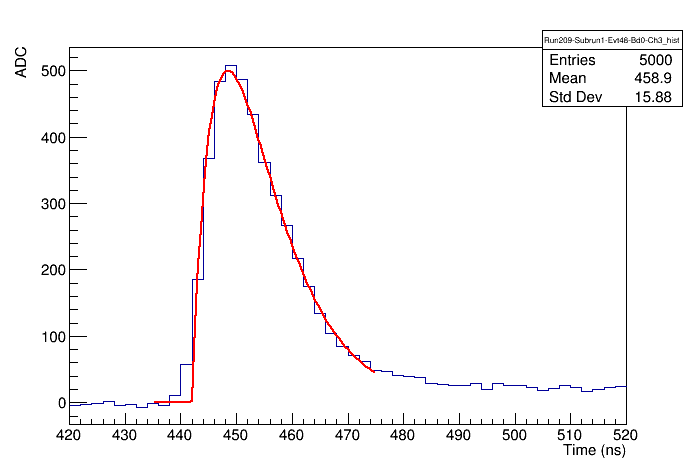 Run209-Subrun1-Evt46-Bd0-Ch3_hist
Entries 5000
Mean 458.9
Std Dev 15.88
ADC
500
400
300
200
100
0
420 430 440 450 460 470 480 490 500 510 520
Time (ns)